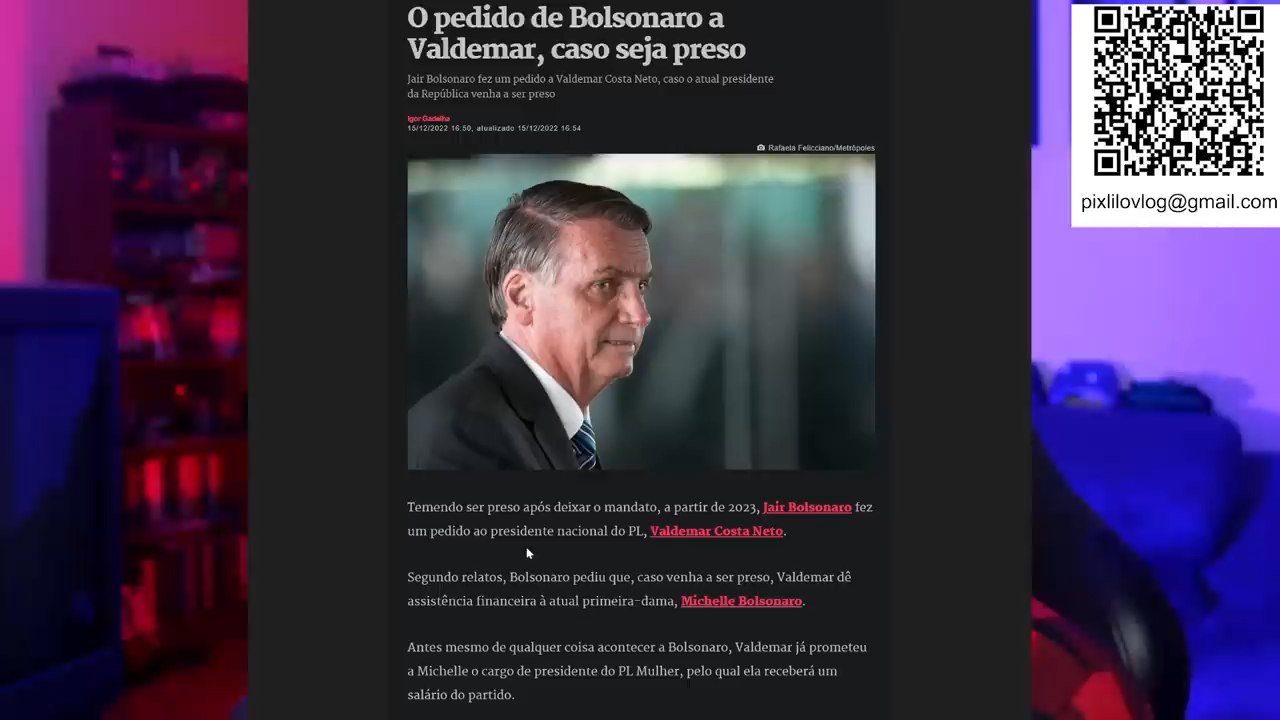 O pedido de Bolsonaro a
Valdemar, caso seja preso
Jair Bolsonaro fez um pedido a Valdemar Costa Neto, caso o atual presidente
da República venha a ser preso
Igor Gadelha
15/12/2022 16:50, atualizado 15/12/2022 16:54
Rafaela Felicciano/Metrópoles
pixlilovlog@gmail.com
Temendo ser preso após deixar o mandato, a partir de 2023, Jair Bolsonaro fez
um pedido ao presidente nacional do PL, Valdemar Costa Neto.
Segundo relatos, Bolsonaro pediu que, caso venha a ser preso, Valdemar dê
assistência financeira à atual primeira-dama, Michelle Bolsonaro.
Antes mesmo de qualquer coisa acontecer a Bolsonaro, Valdemar já prometeu
a Michelle o cargo de presidente do PL Mulher, pelo qual ela receberá um
salário do partido.